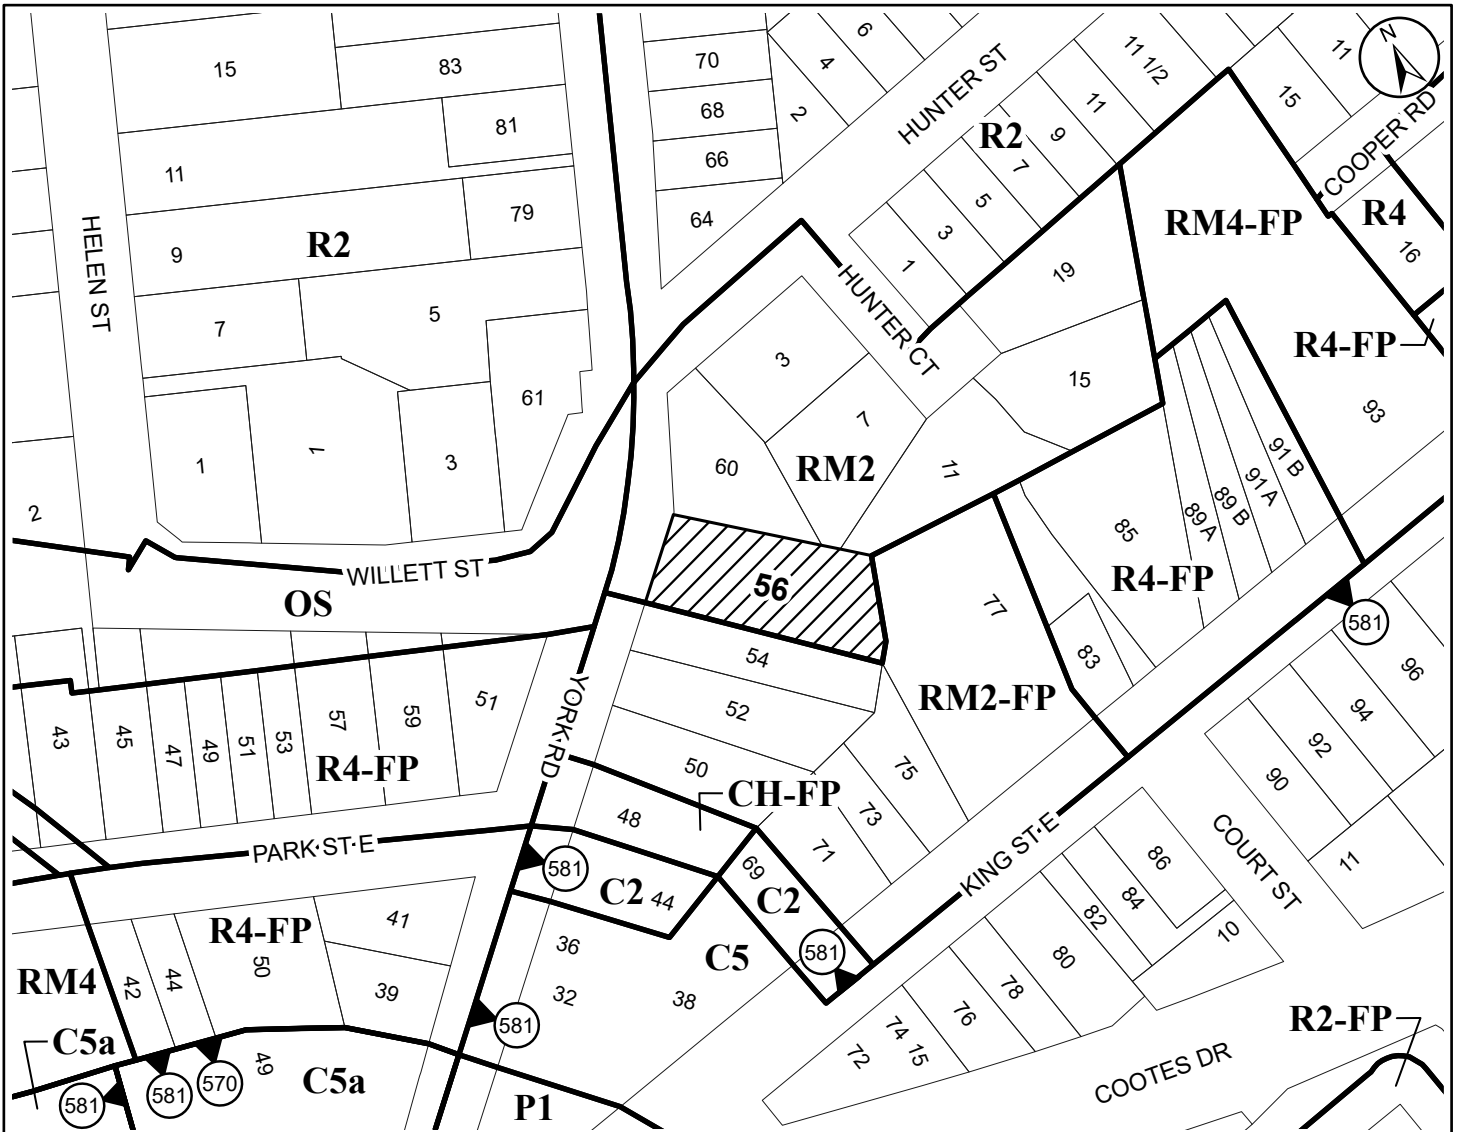 15
83
70
6
4
11 1/2
11
N
HUNTER ST
15
COOPER RD
68
2
11
81
R2
9
66
7
11
5
R4
64
79
RM4-FP
9
R2
3
16
HELEN ST
1
19
HUNTER CT
7
5
R4-FP
3
15
61
93
7
60
RM2
11
91 B
1
1
3
91 A
89 B
89 A
2
85
WILLETT ST
56
R4-FP
OS
77
581
54
83
96
RM2-FP
YORK RD
51
52
94
43
45
47
49
51
53
57
59
92
R4-FP
50
75
90
CH-FP
48
73
PARK ST E
71
KING ST E
COURT ST
86
11
581
69
C2
44
C2
84
82
41
R4-FP
10
36
C5
581
80
50
RM4
42
44
39
32
38
78
76
581
R2-FP
74
15
72
C5a
49
C5a
COOTES DR
581
581
570
P1